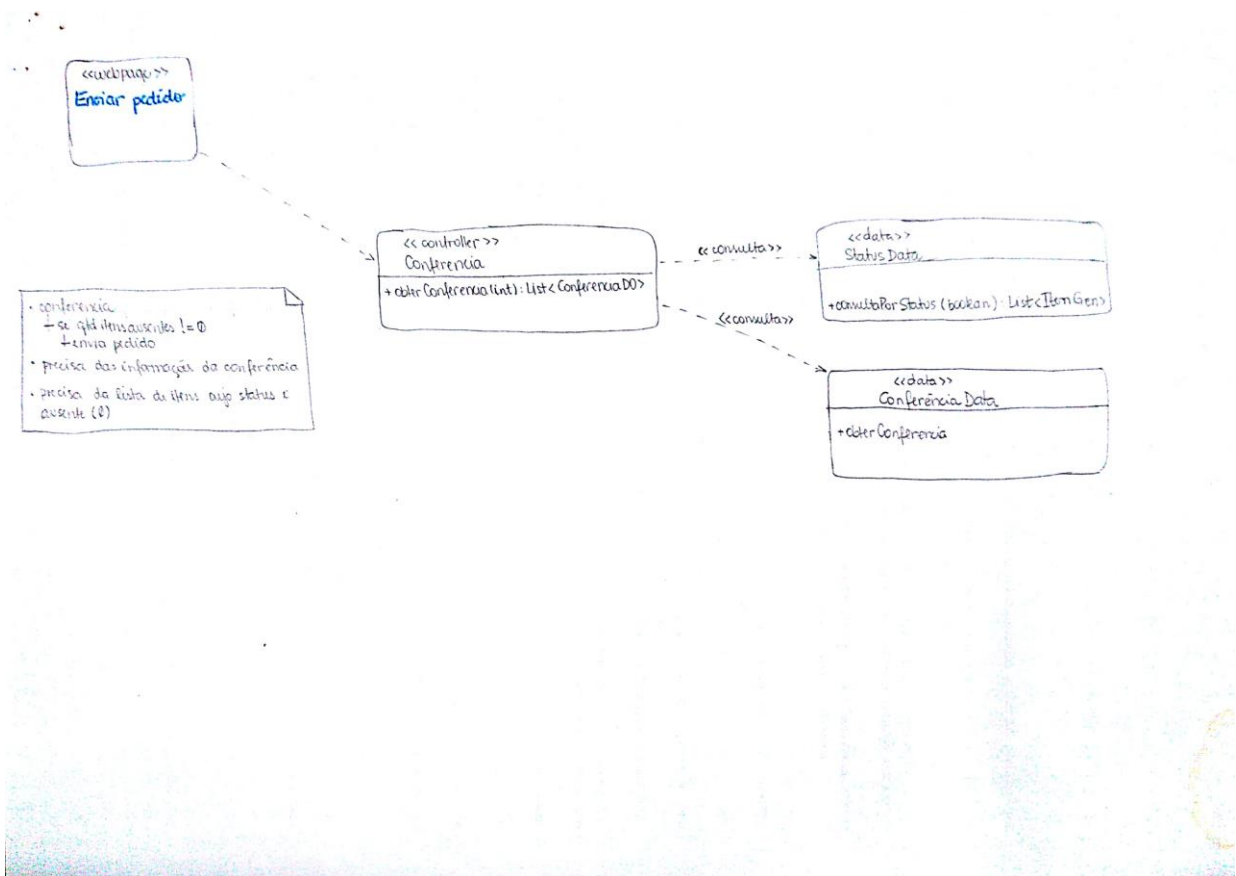 <<webpage>>
Enviar pedido
<< controller >>
Conferencia
+ obter Conferencia (int) : List < Conferencia DO >
<< consulta >>
<< consulta >>
<<data>>
Status Data
+ consultaPorStatus (boolean) : List <ItemGen>
<<data>>
Conferência Data
+ obter Conferencia
• conferencia
se qtd itens ausentes != 0
envia pedido
• precisa das informações da conferência
• precisa da lista de itens cujo status é
ausente